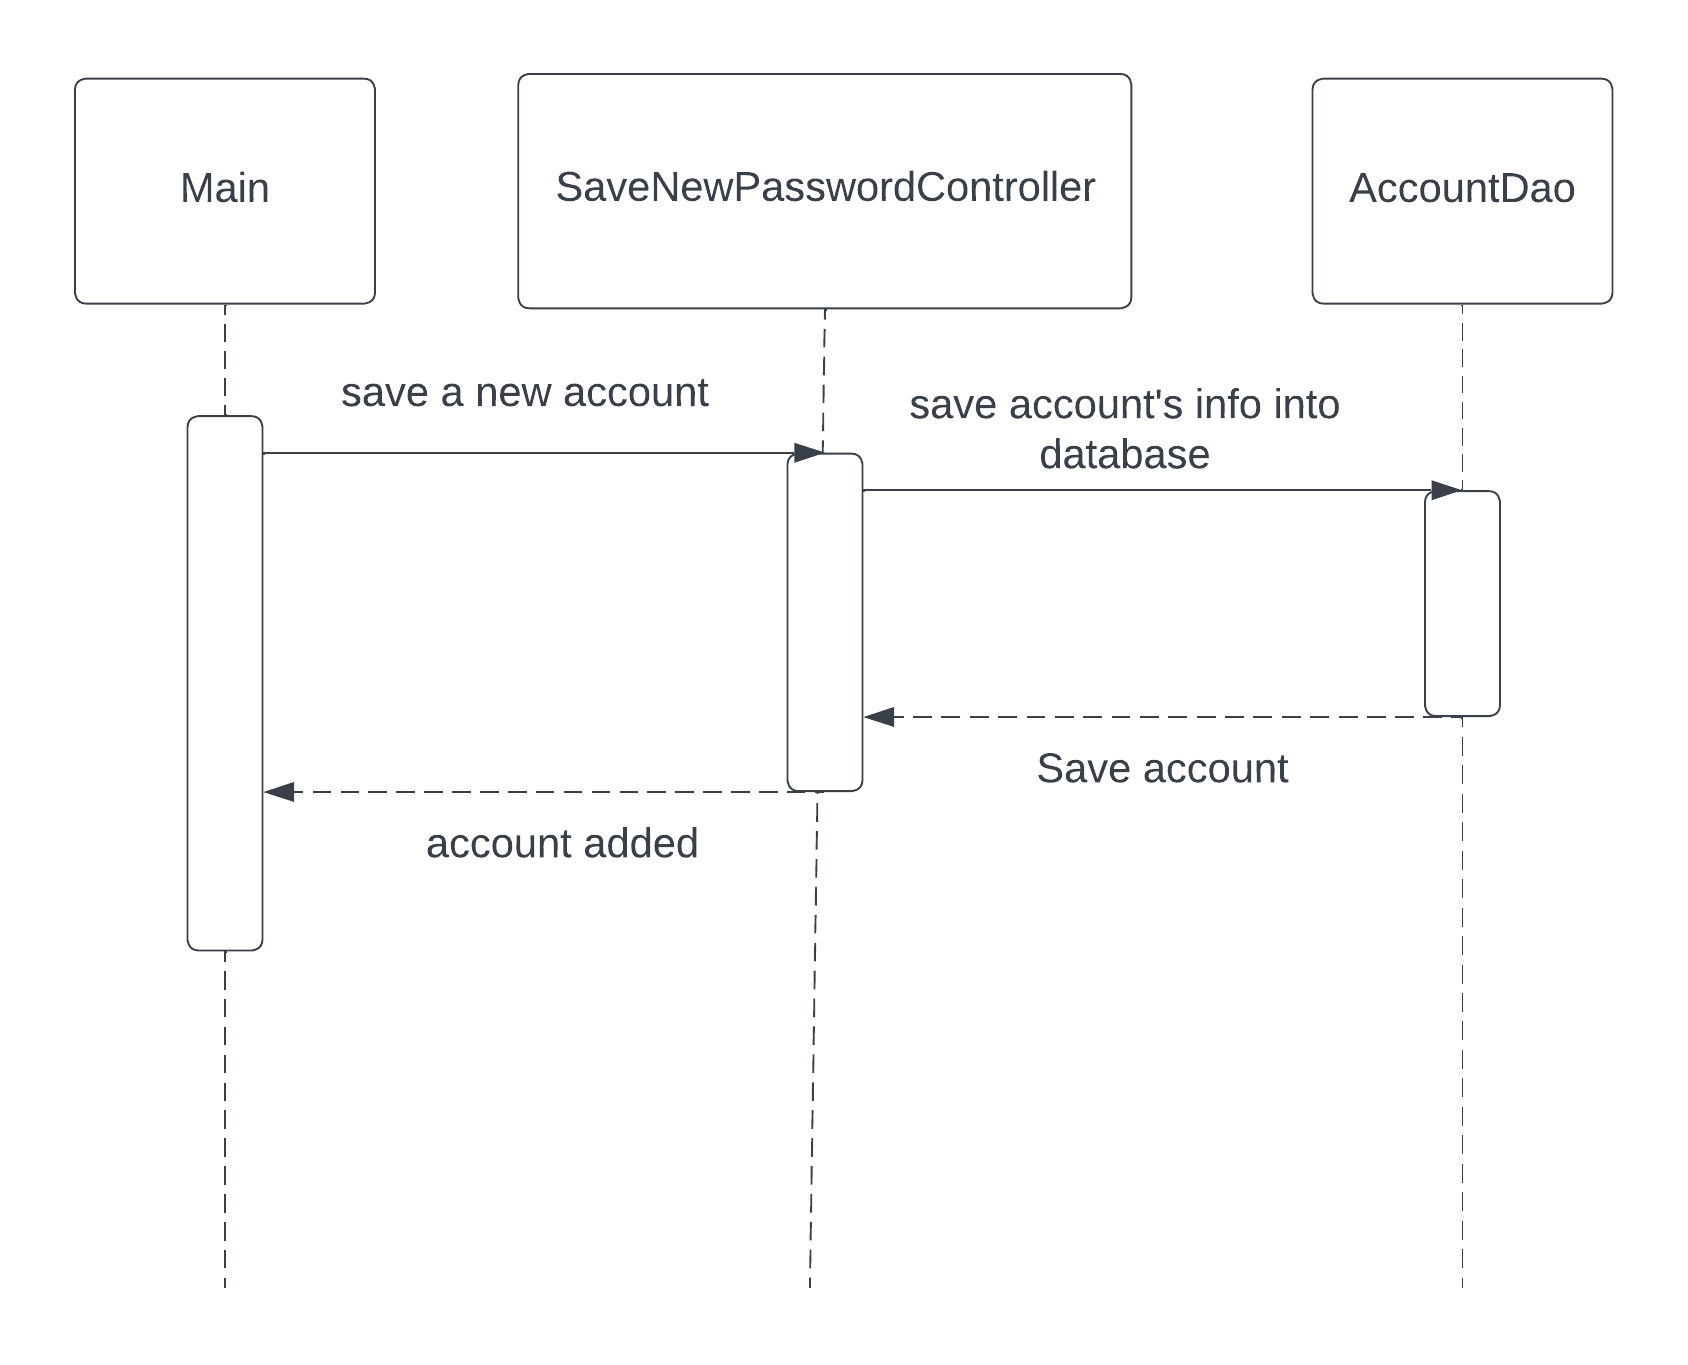 Main
SaveNewPasswordController
AccountDao
save a new account
save account's info into
database
Save account
account added